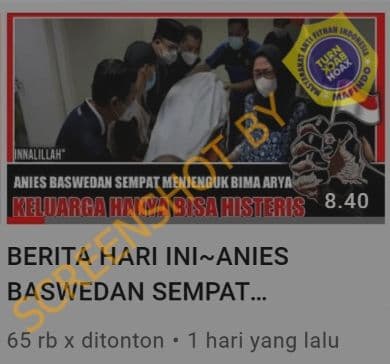 MASYARAKAT ANTI FITNAH INDONESIA
TURN
BACK
HOAX
MAFINDO
SCREENSHOT BY
INNALILLAH"
ANIES BASWEDAN SEMPAT MENJENGUK BIMA ARYA
KELUARGA HANYA BISA HISTERIS
8.40
BERITA HARI INI~ANIES
BASWEDAN SEMPAT...
65 rb x ditonton • 1 hari yang lalu